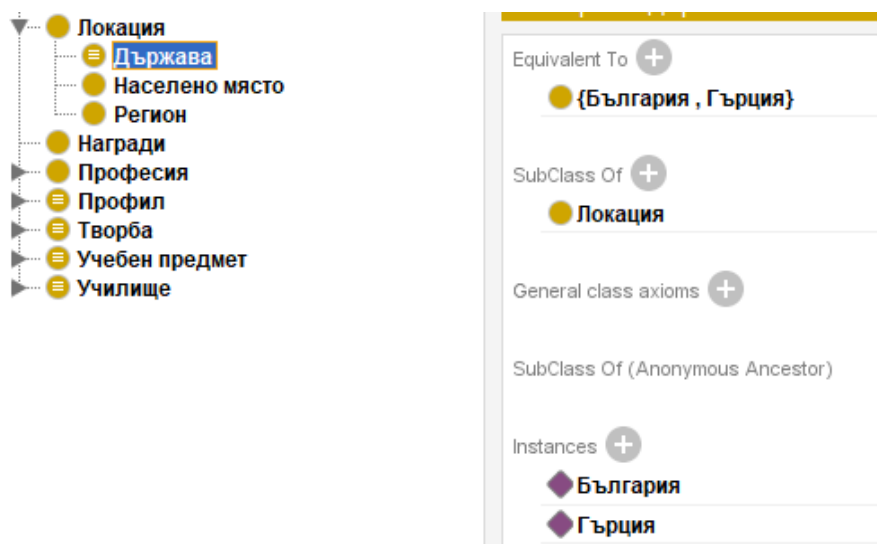 Локация
Държава
Населено място
Регион
Награди
Професия
Профил
Творба
Учебен предмет
Училище
Equivalent To
{България , Гърция}
SubClass Of
Локация
General class axioms
SubClass Of (Anonymous Ancestor)
Instances
България
Гърция